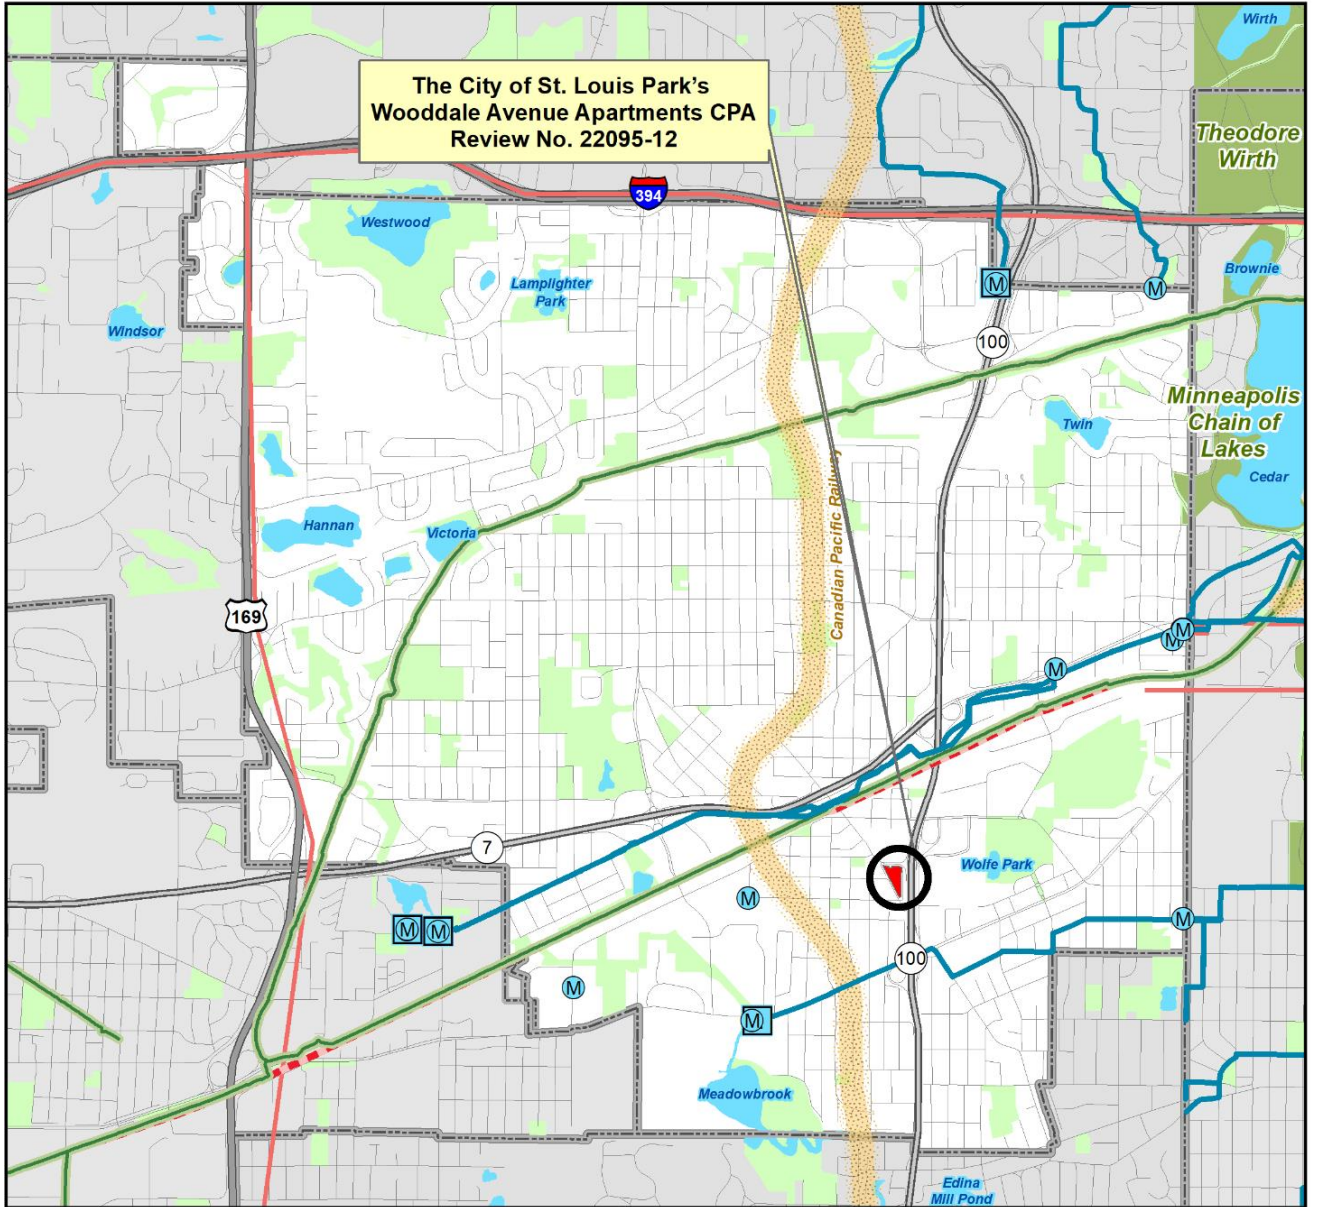 Wirth
The City of St. Louis Park's
Wooddale Avenue Apartments CPA
Review No. 22095-12
Theodore
Wirth
394
Westwood
Lamplighter
Park
Brownie
M
M
Windsor
100
Minneapolis
Chain of
Lakes
Twin
Cedar
Canadian Pacific Railway
Hannan
Victoria
169
M
M
M
7
Wolfe Park
M
M
M
M
100
M
M
Meadowbrook
Edina
Mill Pond